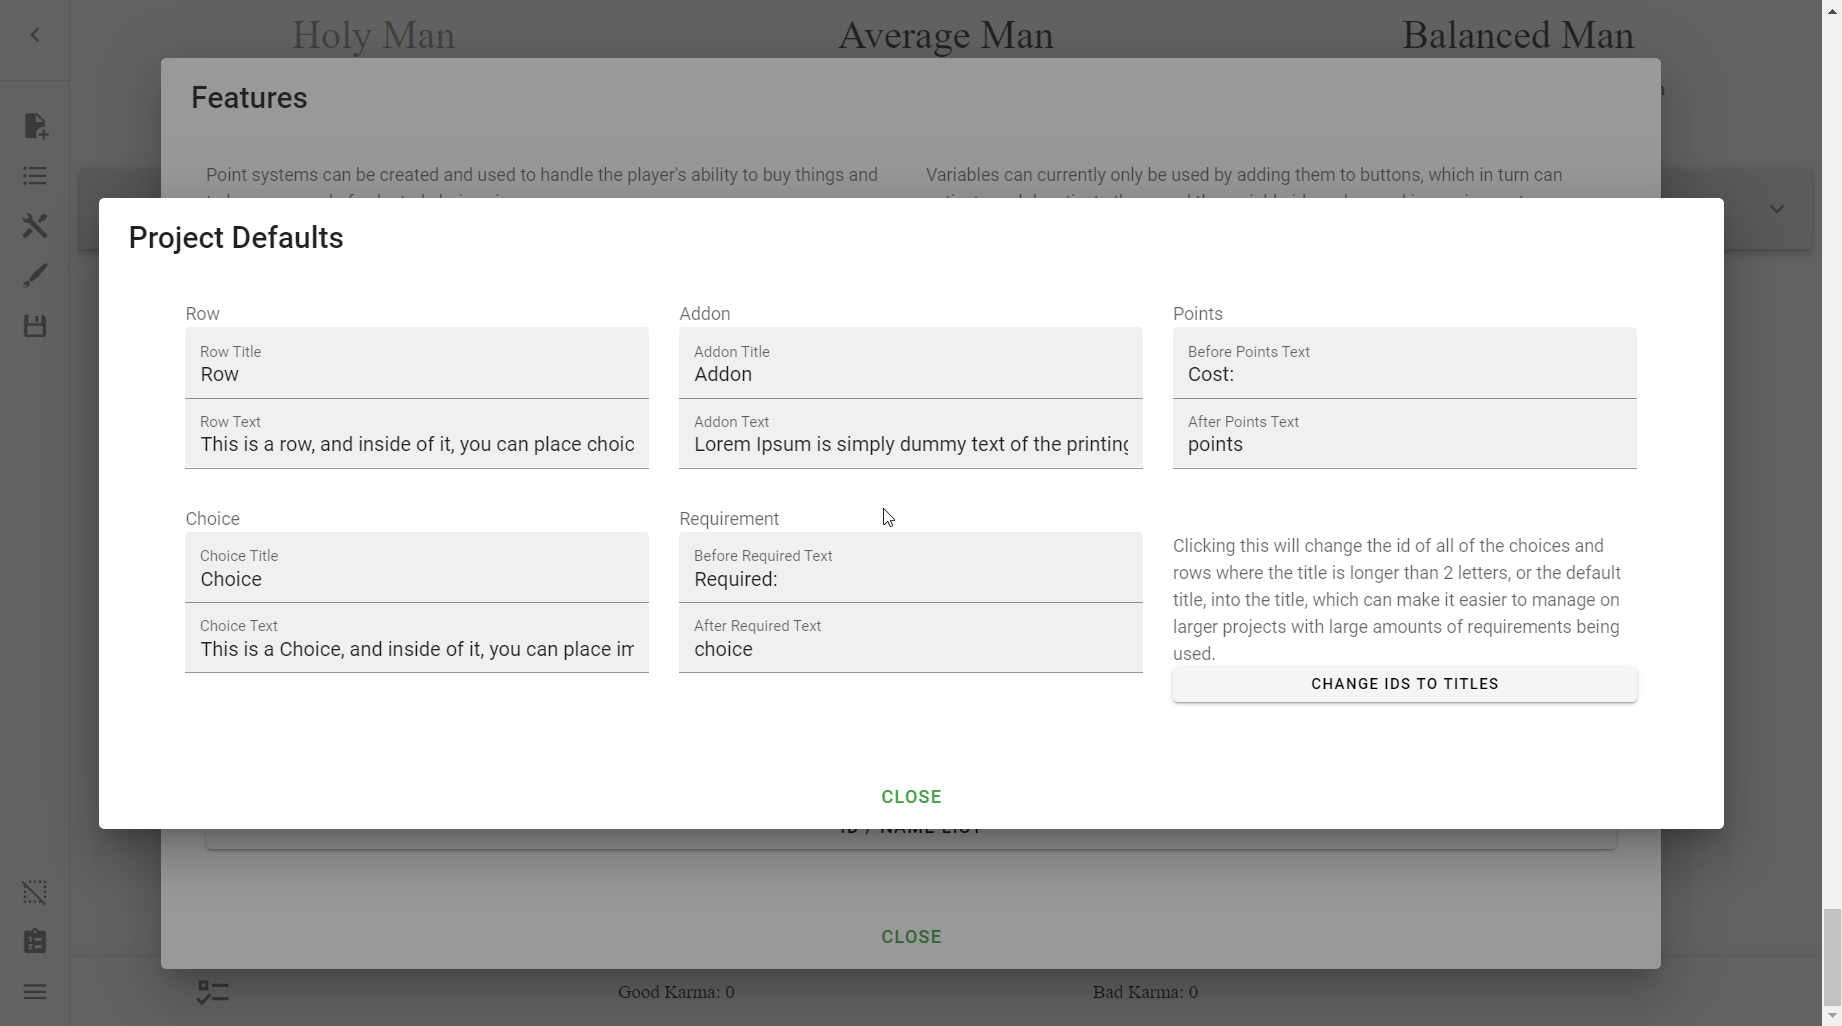 Holy Man
Average Man
Balanced Man
Features
Point systems can be created and used to handle the player's ability to buy things and
Variables can currently only be used by adding them to buttons, which in turn can
Project Defaults
Row
Row Title
Row
Row Text
This is a row, and inside of it, you can place choic
Addon
Addon Title
Addon
Addon Text
Lorem Ipsum is simply dummy text of the printing
Points
Before Points Text
Cost:
After Points Text
points
Choice
Choice Title
Choice
Choice Text
This is a Choice, and inside of it, you can place im
Requirement
Before Required Text
Required:
After Required Text
choice
Clicking this will change the id of all of the choices and
rows where the title is longer than 2 letters, or the default
title, into the title, which can make it easier to manage on
larger projects with large amounts of requirements being
used.
CHANGE IDS TO TITLES
CLOSE
ID / NAME LIST
CLOSE
Good Karma: 0
Bad Karma: 0